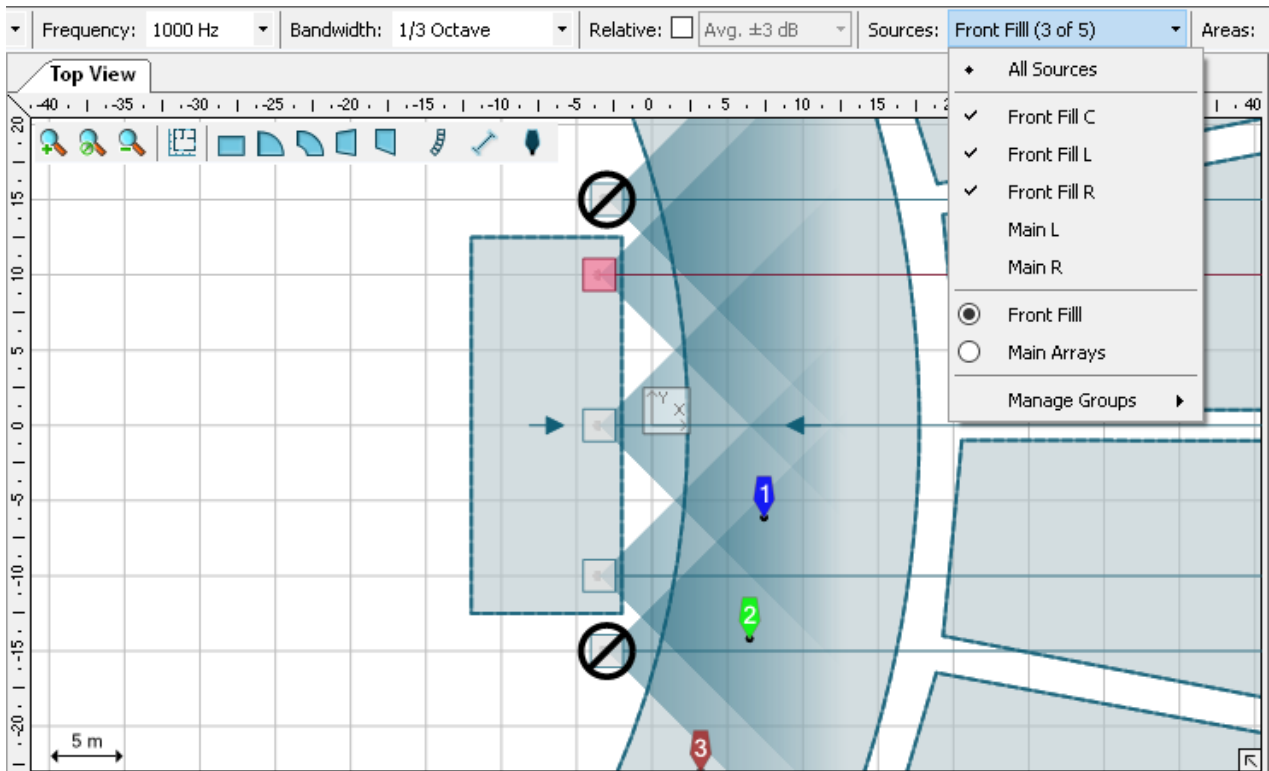 Frequency: 1000 Hz Bandwidth: 1/3 Octave Relative: Avg. ±3 dB Sources: Front Filll (3 of 5) Areas:
Top View
All Sources
-40 -35 -30 -25 -20 -15 -10 -5 0 5 10 15 2 40
20
Front Fill C
Front Fill L
Front Fill R
15
Main L
Main R
10
Front Filll
5
Main Arrays
Y
X
Manage Groups
0
1
-5
-10
2
-15
-20
5 m
3